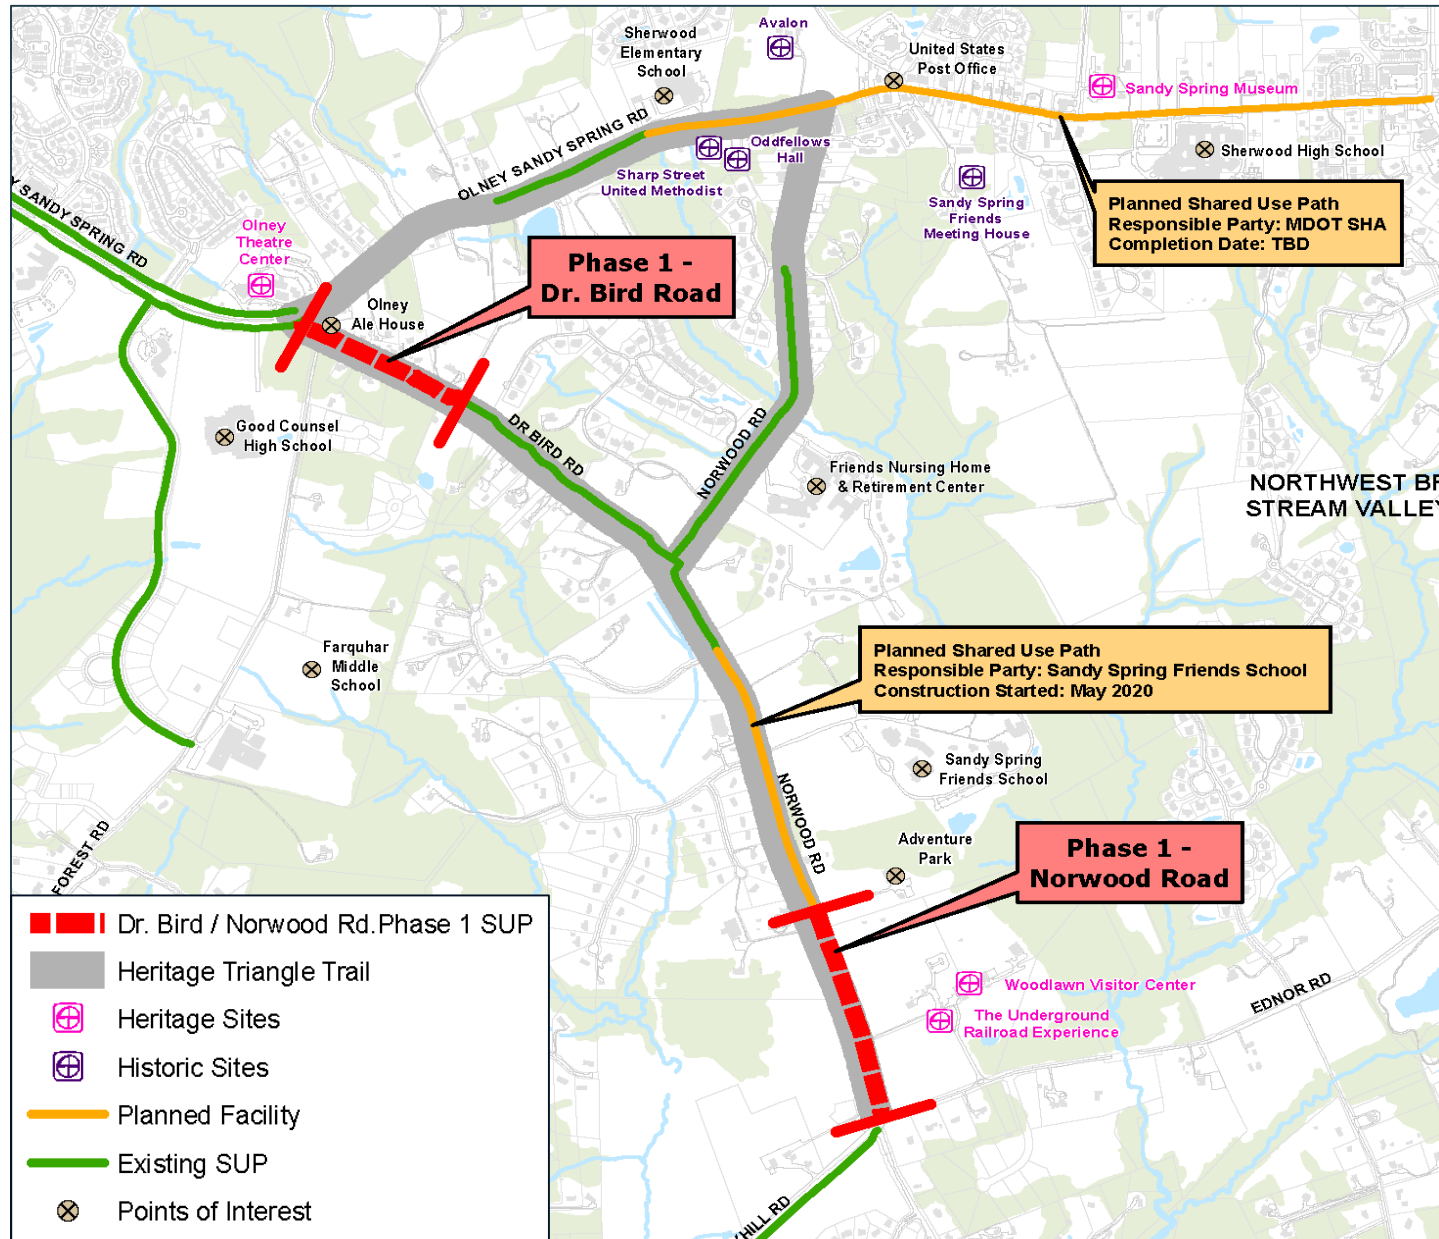 Sherwood
Elementary
School
Avalon
United States
Post Office
Sandy Spring Museum
OLNEY SANDY SPRING RD
Oddfellows
Hall
Sherwood High School
Sharp Street
United Methodist
Sandy Spring
Friends
Meeting House
Planned Shared Use Path
Responsible Party: MDOT SHA
Completion Date: TBD
Y SANDY SPRING RD
Olney
Theatre
Center
Phase 1 -
Dr. Bird Road
Olney
Ale House
Good Counsel
High School
DR BIRD RD
NORWOOD RD
Friends Nursing Home
& Retirement Center
NORTHWEST BR
STREAM VALLEY
Farquhar
Middle
School
Planned Shared Use Path
Responsible Party: Sandy Spring Friends School
Construction Started: May 2020
Sandy Spring
Friends School
NORWOOD RD
Adventure
Park
Phase 1 -
Norwood Road
FOREST RD
Woodlawn Visitor Center
EDNOR RD
The Underground
Railroad Experience
HILL RD
Dr. Bird / Norwood Rd.Phase 1 SUP
Heritage Triangle Trail
Heritage Sites
Historic Sites
Planned Facility
Existing SUP
Points of Interest